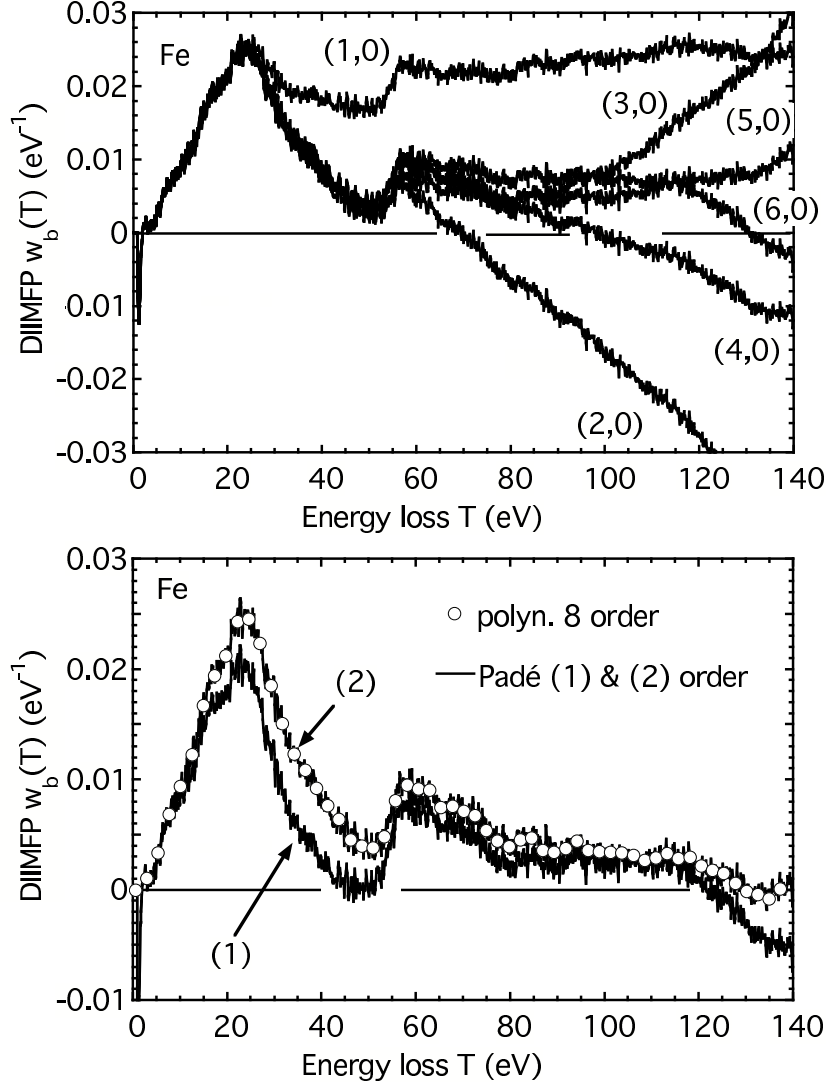 0.03
Fe
(1,0)
0.02
(3,0)
(5,0)
0.01
(6,0)
0
-0.01
(4,0)
-0.02
(2,0)
-0.03
DIIMFP w_b(T) (eV⁻¹)
0 20 40 60 80 100 120 140
Energy loss T (eV)
0.03
Fe
polyn. 8 order
Padé (1) & (2) order
0.02
(2)
0.01
0
(1)
-0.01
DIIMFP w_b(T) (eV⁻¹)
0 20 40 60 80 100 120 140
Energy loss T (eV)